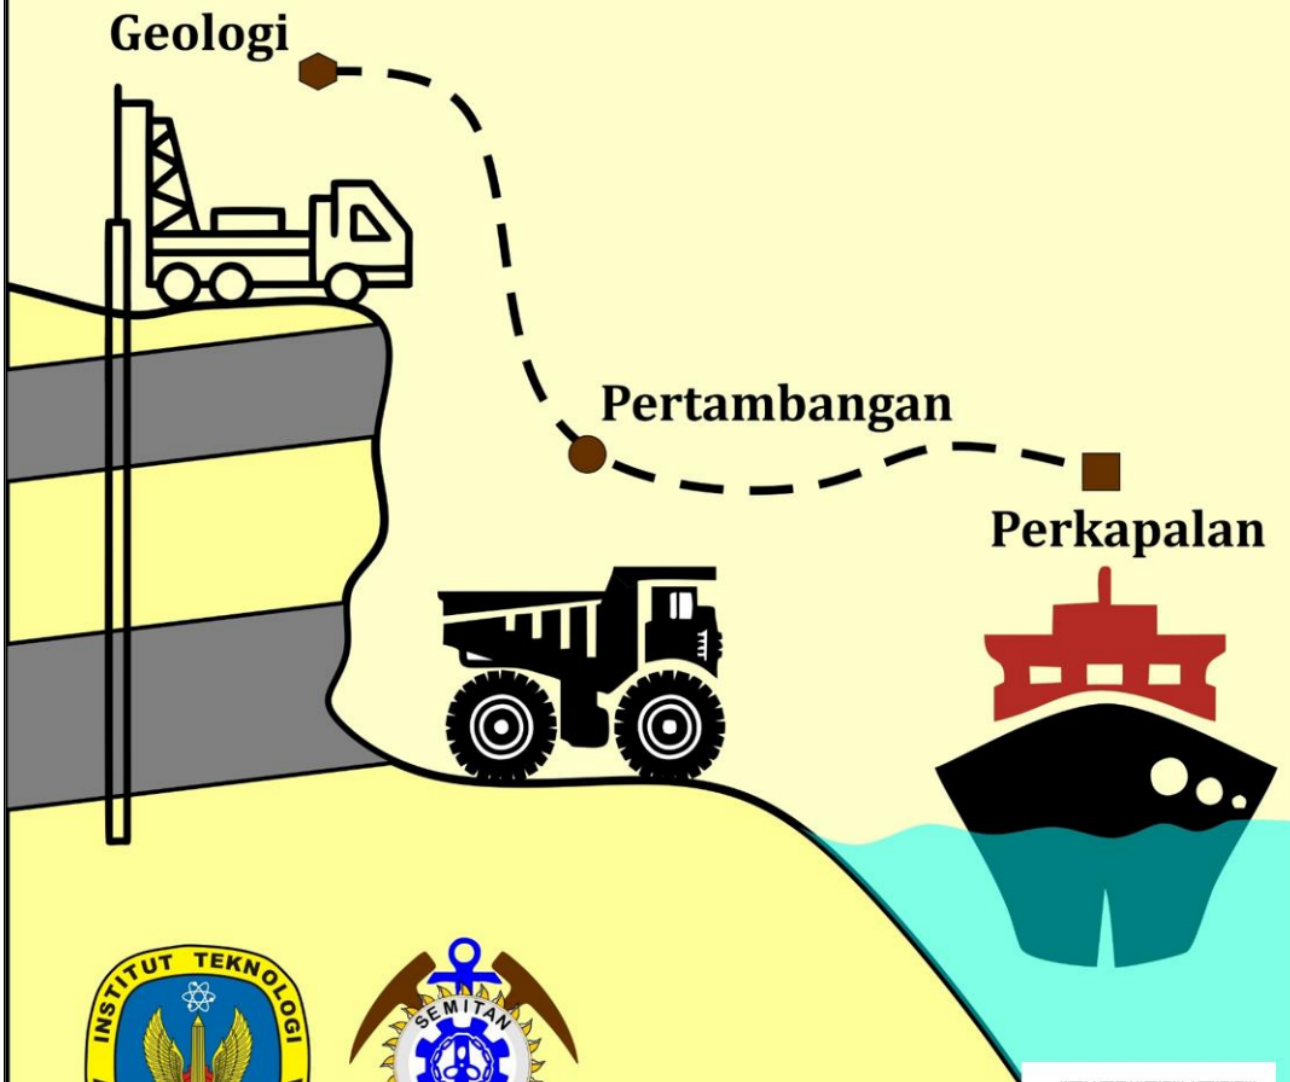 Geologi
Pertambangan
Perkapalan
INSTITUT TEKNOLOGI
SEMITAN